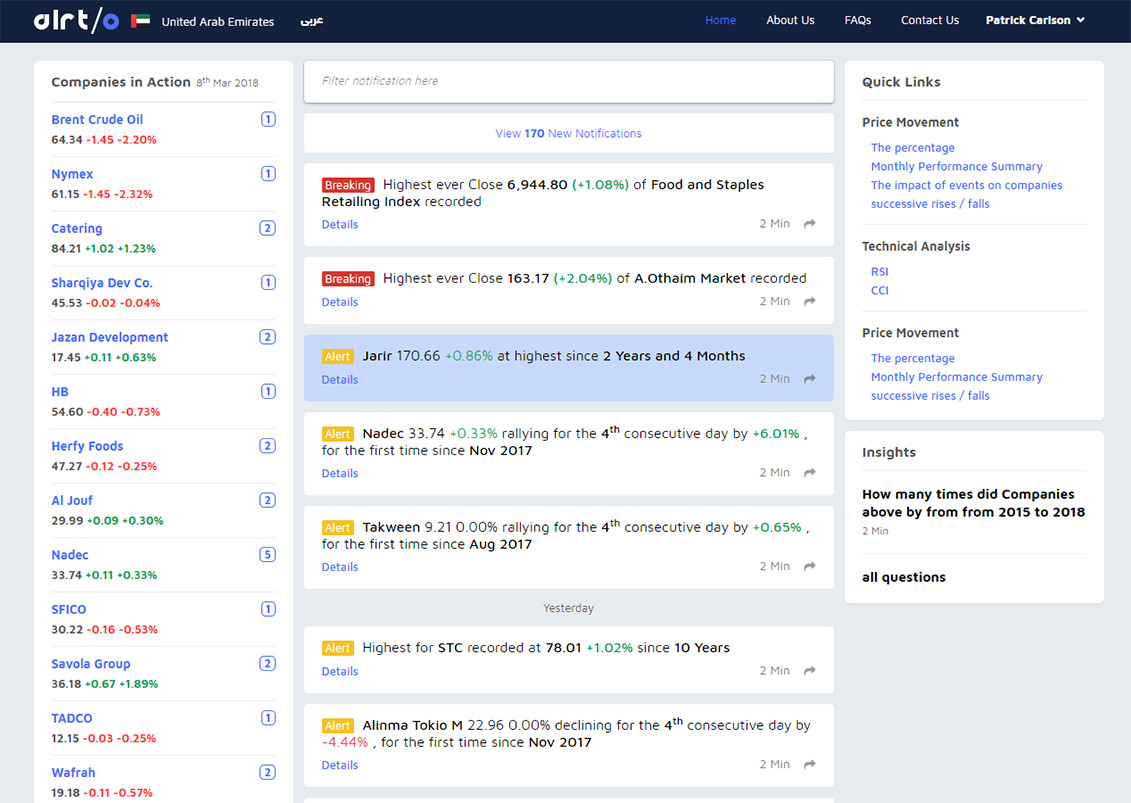 alrt/o
United Arab Emirates
عربى
Home
About Us
FAQs
Contact Us
Patrick Carlson
Companies in Action 8th Mar 2018
Brent Crude Oil 1
64.34 -1.45 -2.20%
Nymex 1
61.15 -1.45 -2.32%
Catering 2
84.21 +1.02 +1.23%
Sharqiya Dev Co. 1
45.53 -0.02 -0.04%
Jazan Development 2
17.45 +0.11 +0.63%
HB 1
54.60 -0.40 -0.73%
Herfy Foods 2
47.27 -0.12 -0.25%
Al Jouf 2
29.99 +0.09 +0.30%
Nadec 5
33.74 +0.11 +0.33%
SFICO 1
30.22 -0.16 -0.53%
Savola Group 2
36.18 +0.67 +1.89%
TADCO 1
12.15 -0.03 -0.25%
Wafrah 2
19.18 -0.11 -0.57%
Filter notification here
View 170 New Notifications
Breaking Highest ever Close 6,944.80 (+1.08%) of Food and Staples
Retailing Index recorded
Details 2 Min
Breaking Highest ever Close 163.17 (+2.04%) of A.Othaim Market recorded
Details 2 Min
Alert Jarir 170.66 +0.86% at highest since 2 Years and 4 Months
Details 2 Min
Alert Nadec 33.74 +0.33% rallying for the 4th consecutive day by +6.01% ,
for the first time since Nov 2017
Details 2 Min
Alert Takween 9.21 0.00% rallying for the 4th consecutive day by +0.65% ,
for the first time since Aug 2017
Details 2 Min
Yesterday
Alert Highest for STC recorded at 78.01 +1.02% since 10 Years
Details 2 Min
Alert Alinma Tokio M 22.96 0.00% declining for the 4th consecutive day by
-4.44% , for the first time since Nov 2017
Details 2 Min
Quick Links
Price Movement
The percentage
Monthly Performance Summary
The impact of events on companies
successive rises / falls
Technical Analysis
RSI
CCI
Price Movement
The percentage
Monthly Performance Summary
successive rises / falls
Insights
How many times did Companies
above by from from 2015 to 2018
2 Min
all questions